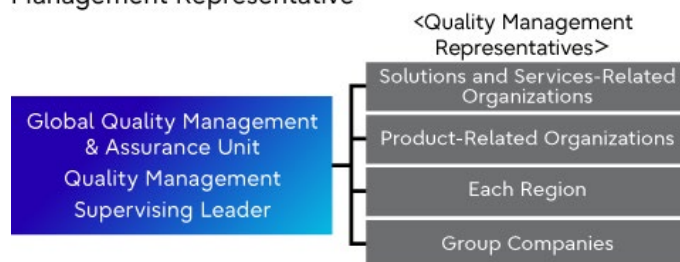 Management Representative
<Quality Management
Representatives>
Solutions and Services-Related
Organizations
Global Quality Management
& Assurance Unit
Quality Management
Supervising Leader
Product-Related Organizations
Each Region
Group Companies